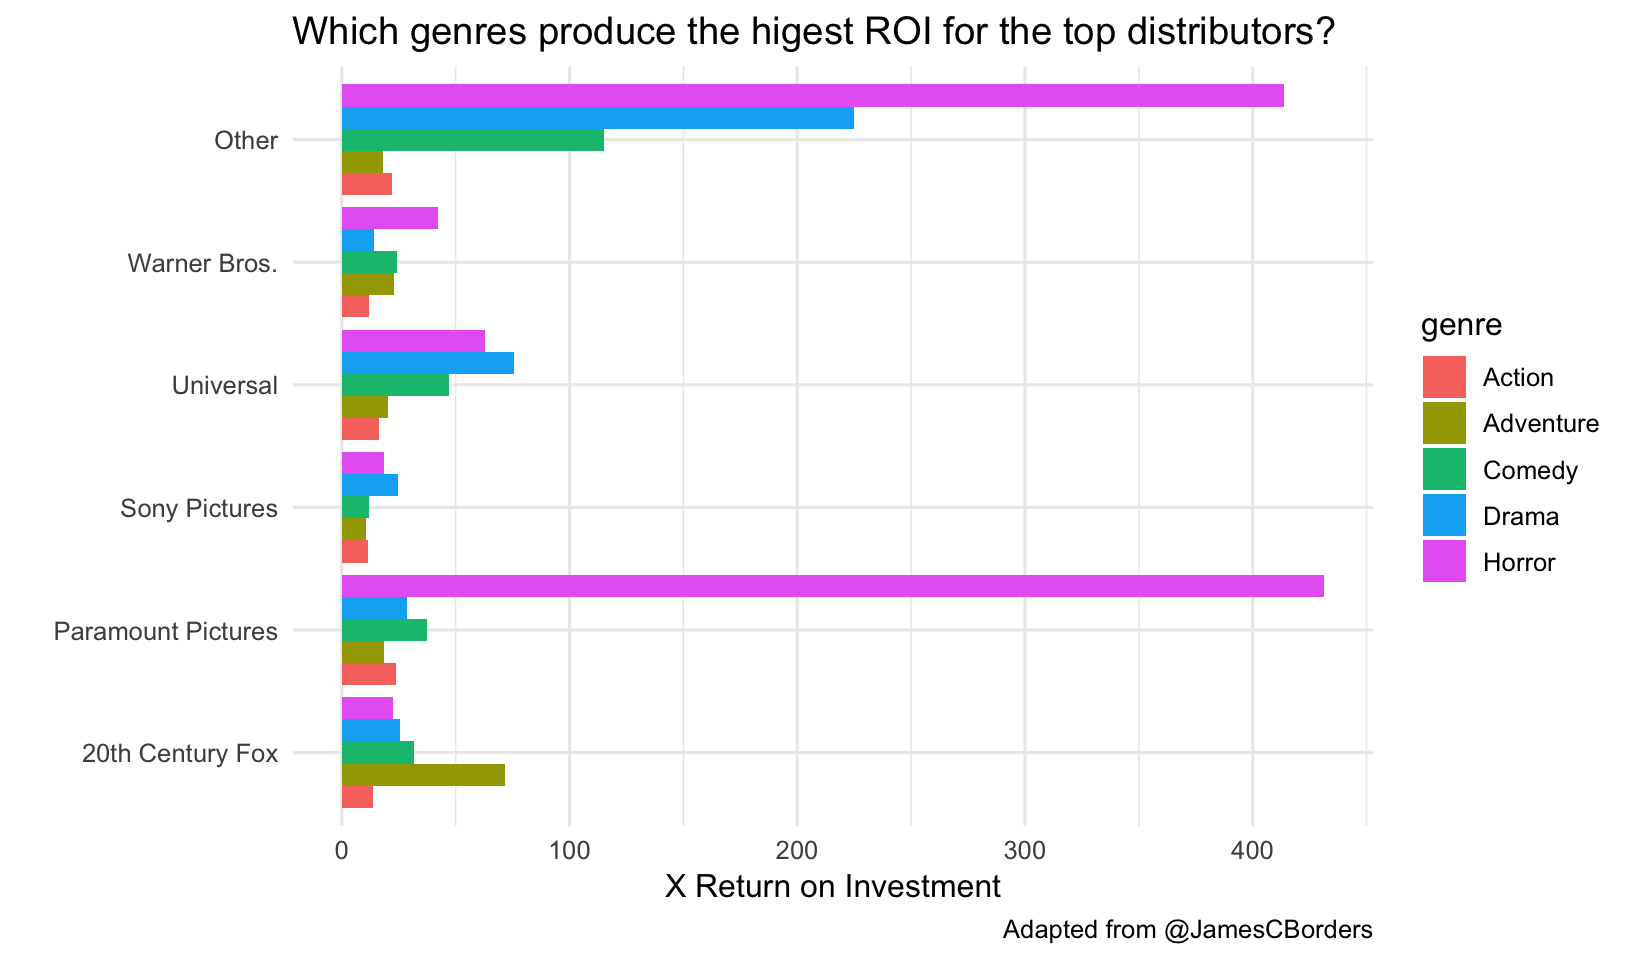 Which genres produce the higest ROI for the top distributors?
Other
Warner Bros.
Universal
Sony Pictures
Paramount Pictures
20th Century Fox
0 100 200 300 400
X Return on Investment
Adapted from @JamesCBorders
genre
Action
Adventure
Comedy
Drama
Horror